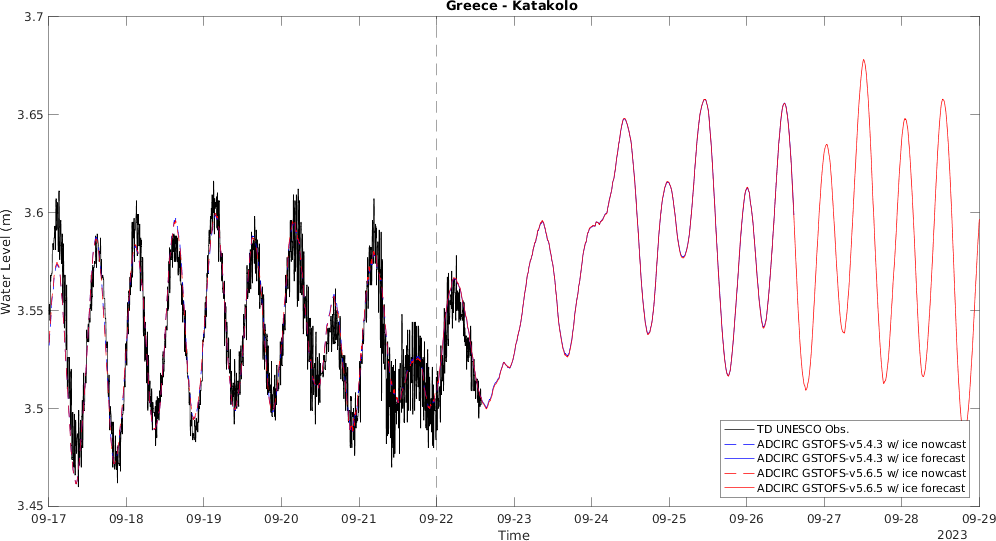 Greece - Katakolo
3.7
3.65
3.6
3.55
3.5
3.45
Water Level (m)
TD UNESCO Obs.
ADCIRC GSTOFS-v5.4.3 w/ ice nowcast
ADCIRC GSTOFS-v5.4.3 w/ ice forecast
ADCIRC GSTOFS-v5.6.5 w/ ice nowcast
ADCIRC GSTOFS-v5.6.5 w/ ice forecast
09-17 09-18 09-19 09-20 09-21 09-22 09-23 09-24 09-25 09-26 09-27 09-28 09-29
Time
2023